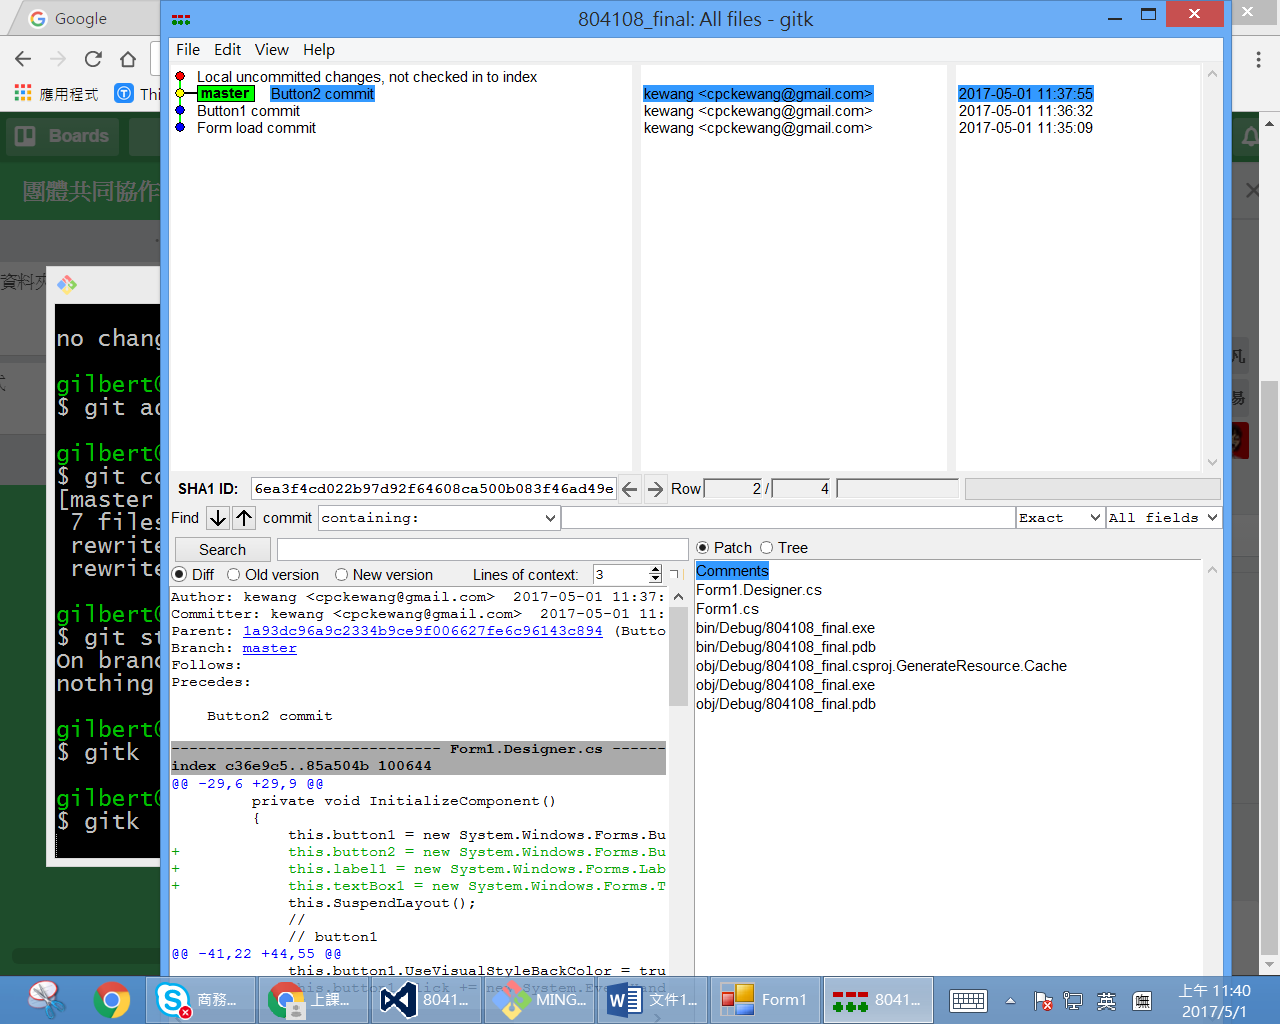 Google
804108_final: All files - gitk
File Edit View Help
應用程式
Boards
團體共同協作
資料夾
Local uncommitted changes, not checked in to index
master Button2 commit kewang <cpckewang@gmail.com> 2017-05-01 11:37:55
Button1 commit kewang <cpckewang@gmail.com> 2017-05-01 11:36:32
Form load commit kewang <cpckewang@gmail.com> 2017-05-01 11:35:09
no chang
gilbert@
$ git ad
gilbert@
$ git co
[master
7 files
rewrite
rewrite
gilbert@
$ git st
On branc
nothing
gilbert@
$ gitk
gilbert@
$ gitk
SHA1 ID: 6ea3f4cd022b97d92f64608ca500b083f46ad49e Row 2 / 4
Find commit containing: Exact All fields
Search
Patch Tree
Diff Old version New version Lines of context: 3
Author: kewang <cpckewang@gmail.com> 2017-05-01 11:37:
Committer: kewang <cpckewang@gmail.com> 2017-05-01 11:
Parent: 1a93dc96a9c2334b9ce9f006627fe6c96143c894 (Butto
Branch: master
Follows:
Precedes:
Button2 commit
---------------------------- Form1.Designer.cs ------
index c36e9c5..85a504b 100644
@@ -29,6 +29,9 @@
private void InitializeComponent()
{
this.button1 = new System.Windows.Forms.Bu
+ this.button2 = new System.Windows.Forms.Bu
+ this.label1 = new System.Windows.Forms.Lab
+ this.textBox1 = new System.Windows.Forms.T
this.SuspendLayout();
//
// button1
@@ -41,22 +44,55 @@
this.button1.UseVisualStyleBackColor = tru
Comments
Form1.Designer.cs
Form1.cs
bin/Debug/804108_final.exe
bin/Debug/804108_final.pdb
obj/Debug/804108_final.csproj.GenerateResource.Cache
obj/Debug/804108_final.exe
obj/Debug/804108_final.pdb
商務...
上課...
8041...
MING...
文件1...
Form1
8041...
英
上午 11:40
2017/5/1